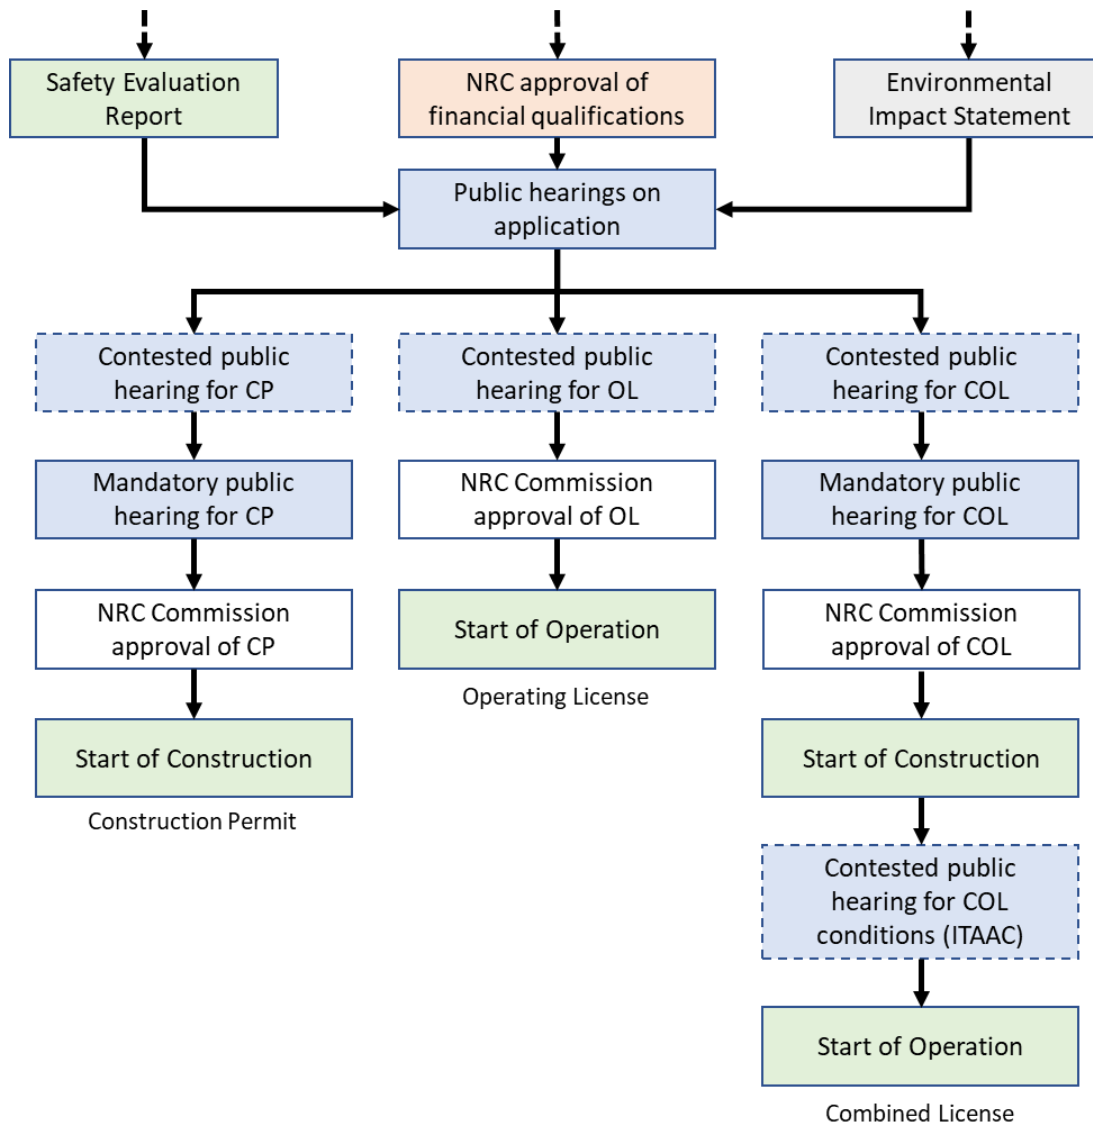 Safety Evaluation
Report
NRC approval of
financial qualifications
Environmental
Impact Statement
Public hearings on
application
Contested public
hearing for CP
Contested public
hearing for OL
Contested public
hearing for COL
Mandatory public
hearing for CP
NRC Commission
approval of OL
Mandatory public
hearing for COL
NRC Commission
approval of CP
Start of Operation
NRC Commission
approval of COL
Operating License
Start of Construction
Start of Construction
Construction Permit
Contested public
hearing for COL
conditions (ITAAC)
Start of Operation
Combined License